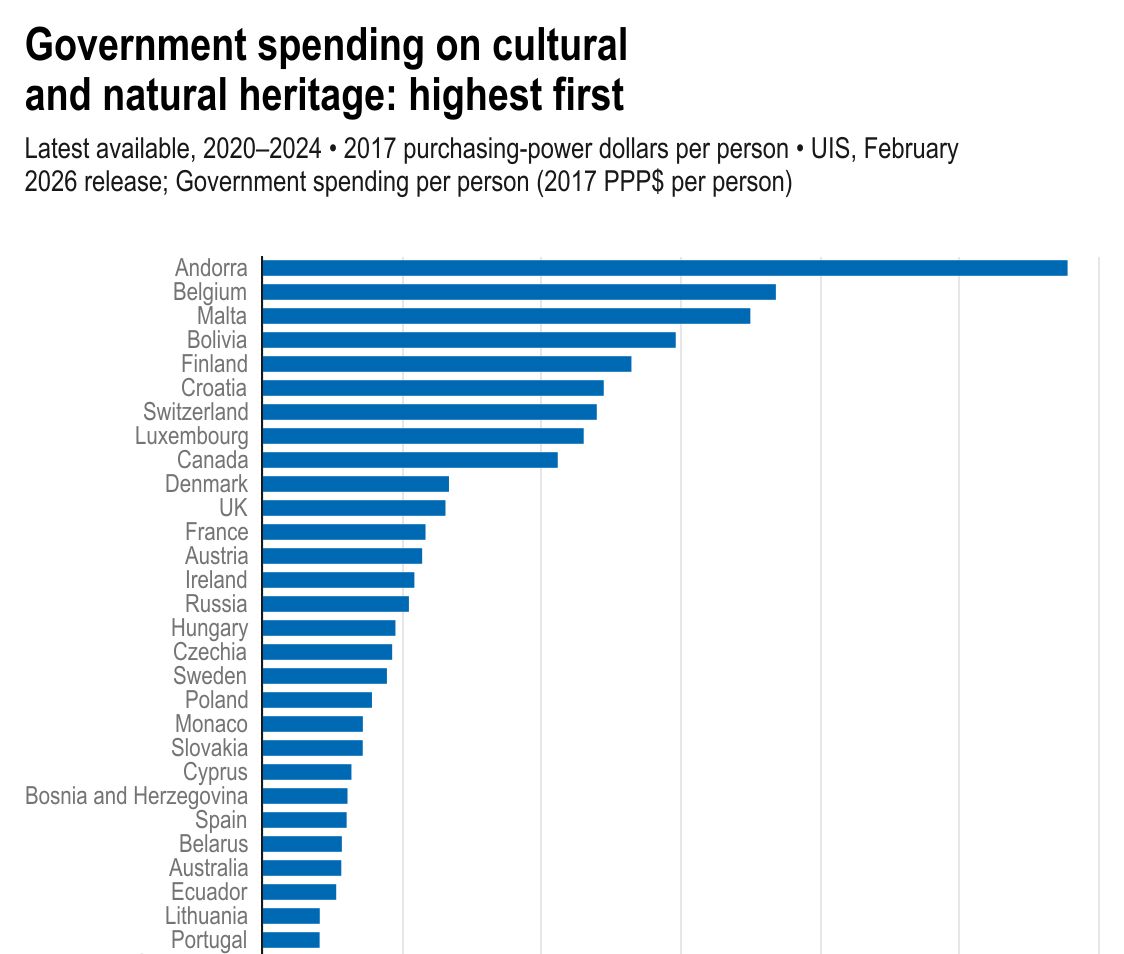 Government spending on cultural
and natural heritage: highest first
Latest available, 2020–2024 • 2017 purchasing-power dollars per person • UIS, February
2026 release; Government spending per person (2017 PPP$ per person)
Andorra
Belgium
Malta
Bolivia
Finland
Croatia
Switzerland
Luxembourg
Canada
Denmark
UK
France
Austria
Ireland
Russia
Hungary
Czechia
Sweden
Poland
Monaco
Slovakia
Cyprus
Bosnia and Herzegovina
Spain
Belarus
Australia
Ecuador
Lithuania
Portugal